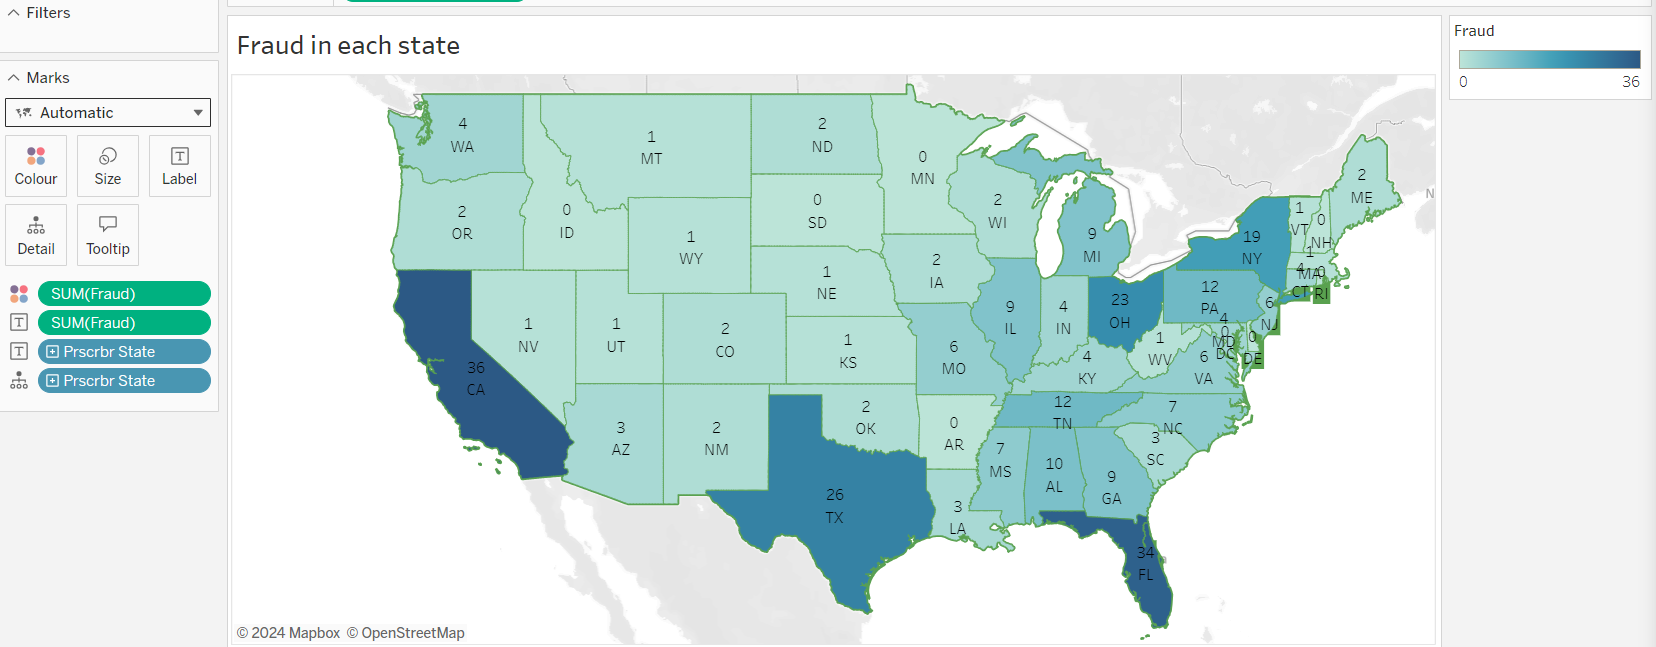 Filters
Marks
Automatic
Colour
Size
Label
Detail
Tooltip
SUM(Fraud)
SUM(Fraud)
Prscrbr State
Prscrbr State
Fraud in each state
4
WA
1
MT
2
ND
0
MN
2
OR
0
ID
0
SD
2
WI
1
WY
9
MI
2
ME
1
VT
0
NH
19
NY
1
MA
4
CT
0
RI
2
IA
1
NE
12
PA
6
NJ
23
OH
9
IL
4
IN
4
MD
0
DC
0
DE
1
WV
6
VA
1
NV
1
UT
2
CO
1
KS
6
MO
4
KY
36
CA
12
TN
7
NC
3
SC
3
AZ
2
NM
2
OK
0
AR
7
MS
10
AL
9
GA
26
TX
3
LA
34
FL
N
© 2024 Mapbox © OpenStreetMap
Fraud
0
36